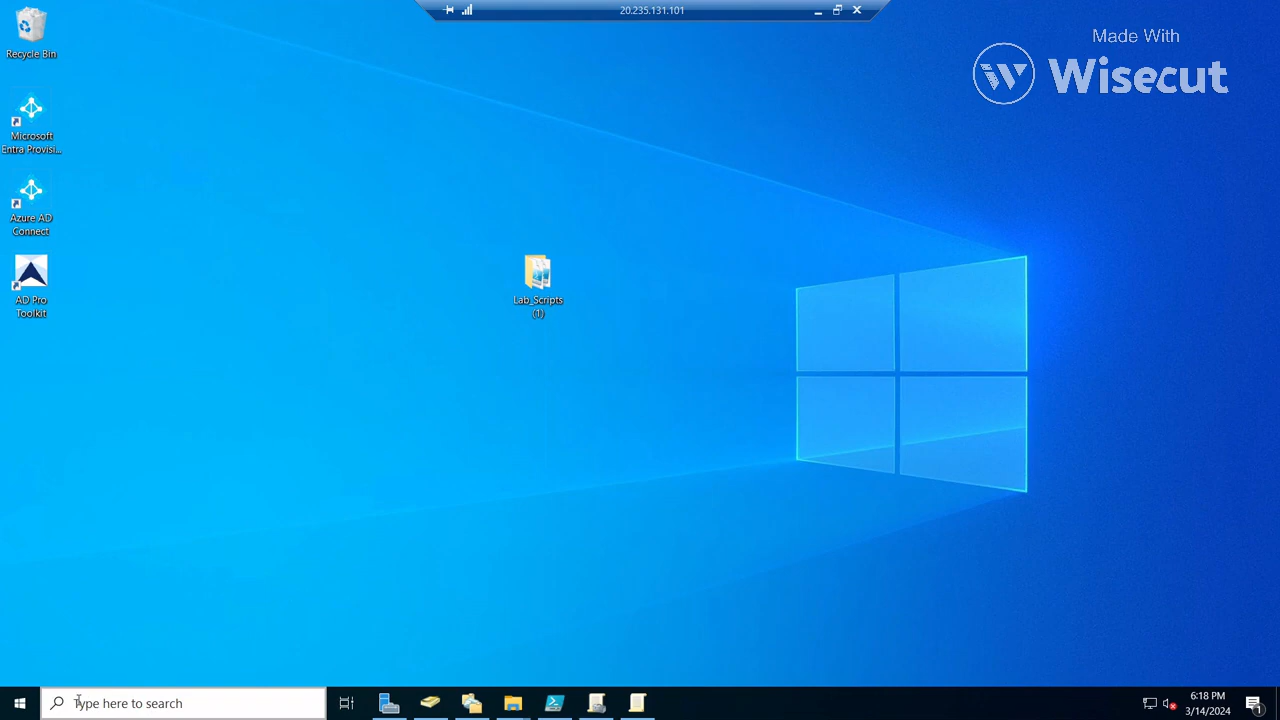 20.235.131.101
Made With
Wisecut
Recycle Bin
Microsoft
Entra Provisi...
Azure AD
Connect
AD Pro
Toolkit
Lab_Scripts
(1)
Type here to search
6:18 PM
3/14/2024
1